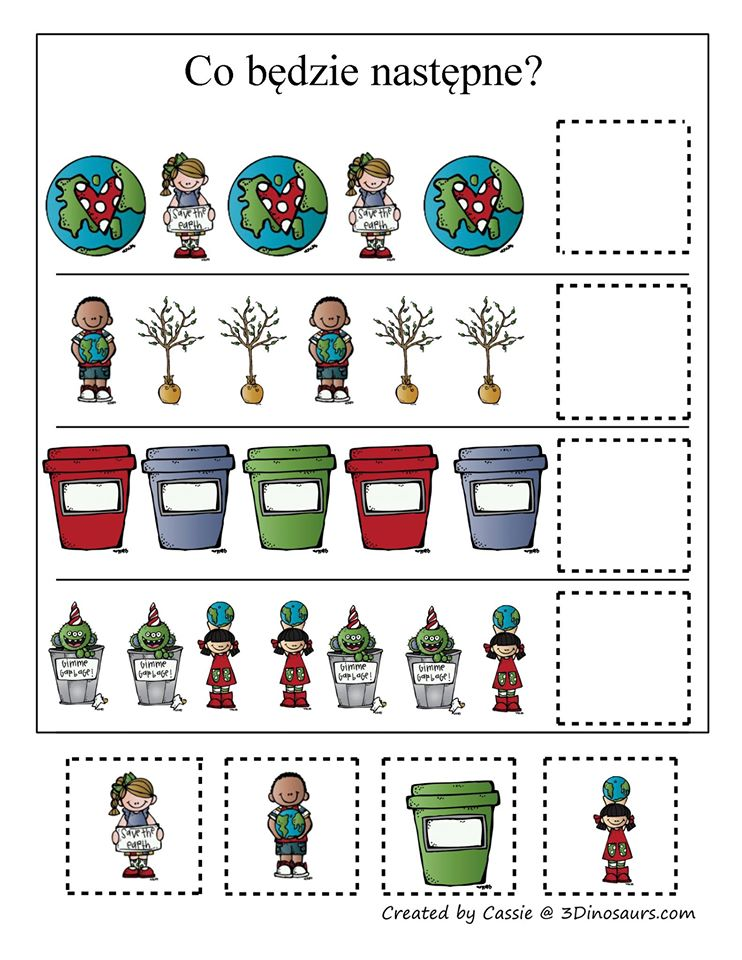 Co będzie następne?
Save the
earth
Save the
earth
Gimme
Garbage!
Gimme
Garbage!
Gimme
Garbage!
Gimme
Garbage!
Save the
earth
Created by Cassie @ 3Dinosaurs.com